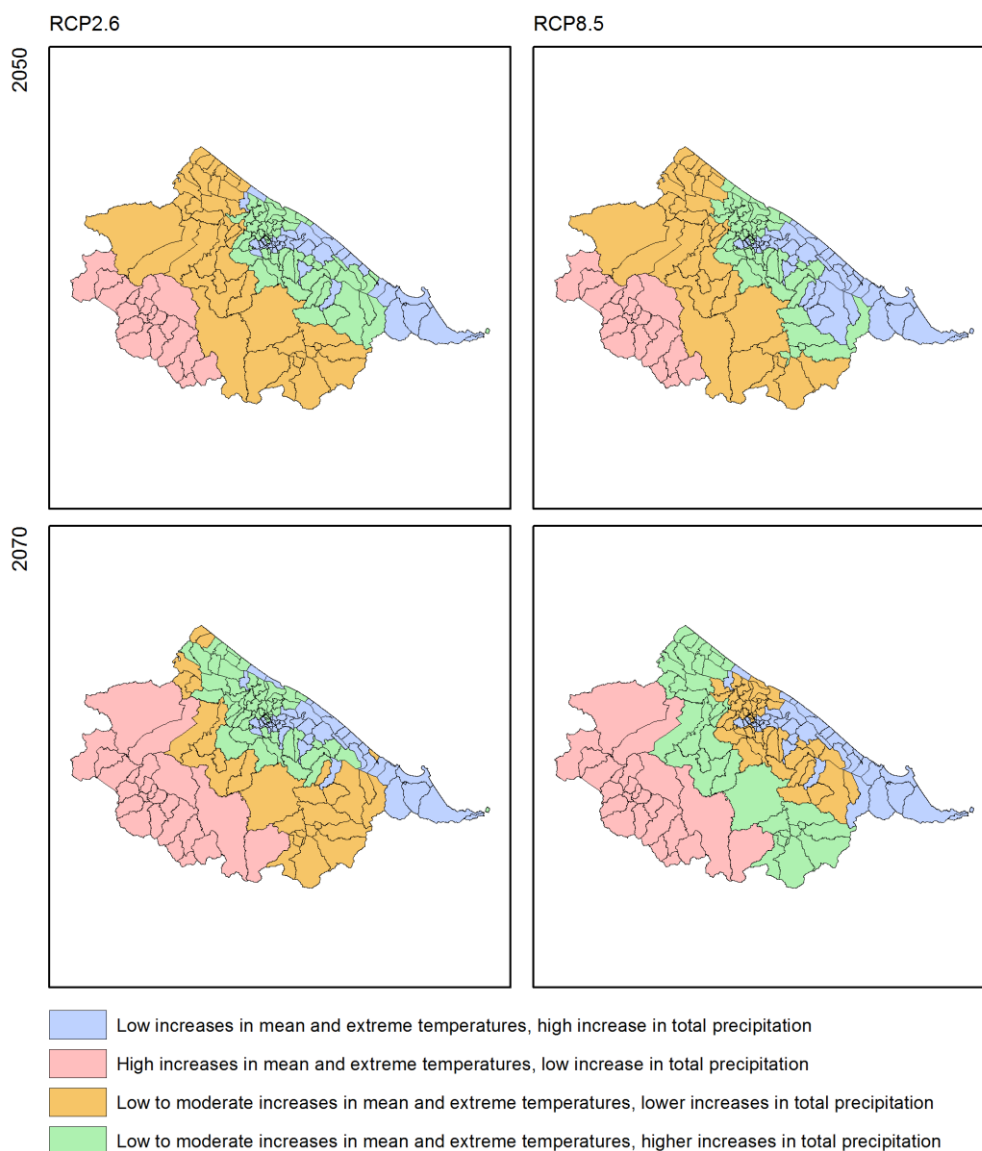 RCP2.6
RCP8.5
2050
2070
Low increases in mean and extreme temperatures, high increase in total precipitation
High increases in mean and extreme temperatures, low increase in total precipitation
Low to moderate increases in mean and extreme temperatures, lower increases in total precipitation
Low to moderate increases in mean and extreme temperatures, higher increases in total precipitation